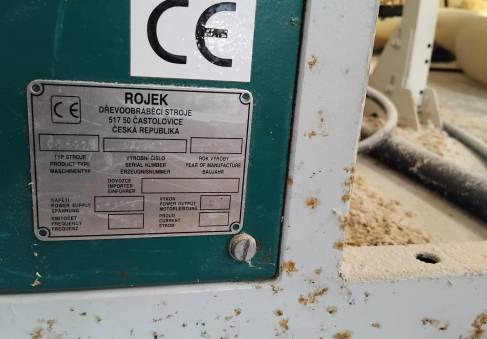 CE
CE
ROJEK
DŘEVOOBRÁBĚCÍ STROJE
517 50 ČASTOLOVICE
ČESKÁ REPUBLIKA
TYP STROJE VÝROBNÍ ČÍSLO ROK VÝROBY
PRODUCT TYPE SERIAL NUMBER YEAR OF MANUFACTURE
MASCHINENTYP ERZEUGNISNUMMER BAUJAHR
DOVOZCE
IMPORTER
EINFÜHRER
NAPĚTÍ VÝKON
POWER SUPPLY POWER OUTPUT
SPANNUNG MOTORLEISTUNG
KMITOČET PROUD
FREQUENCY CURRENT
FREQUENZ STROM